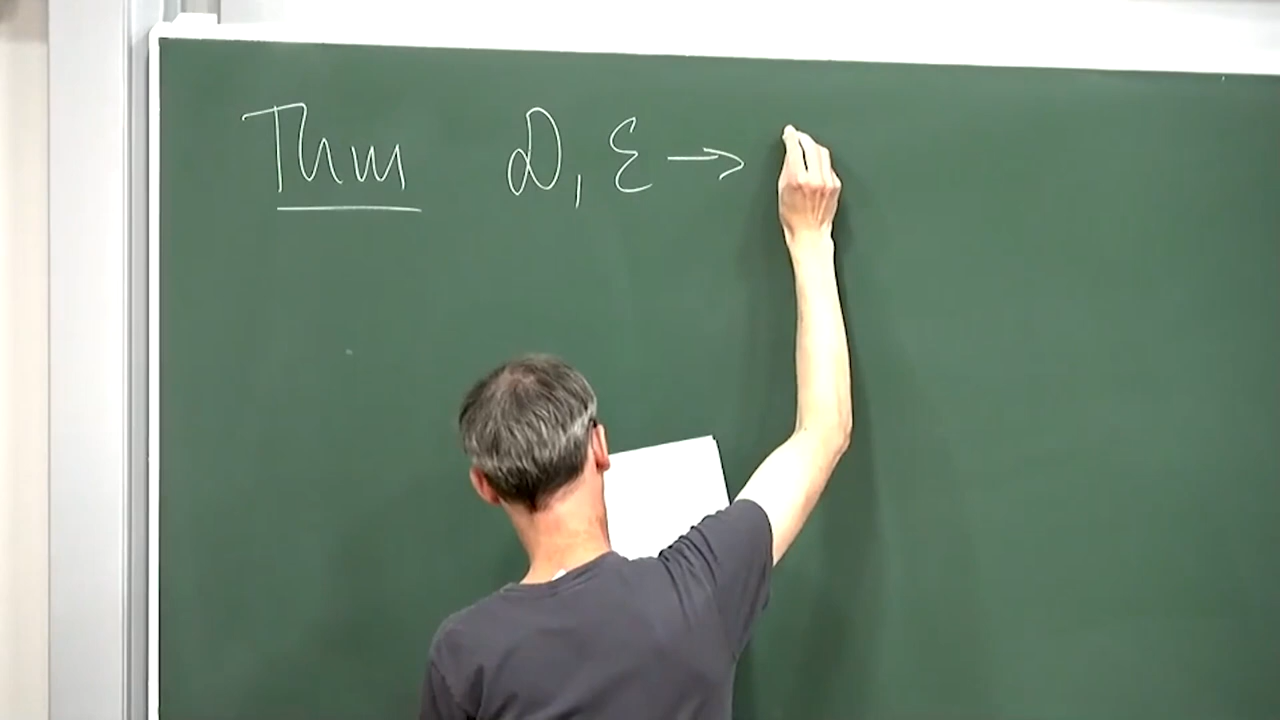 Thm 𝒟, ℰ →